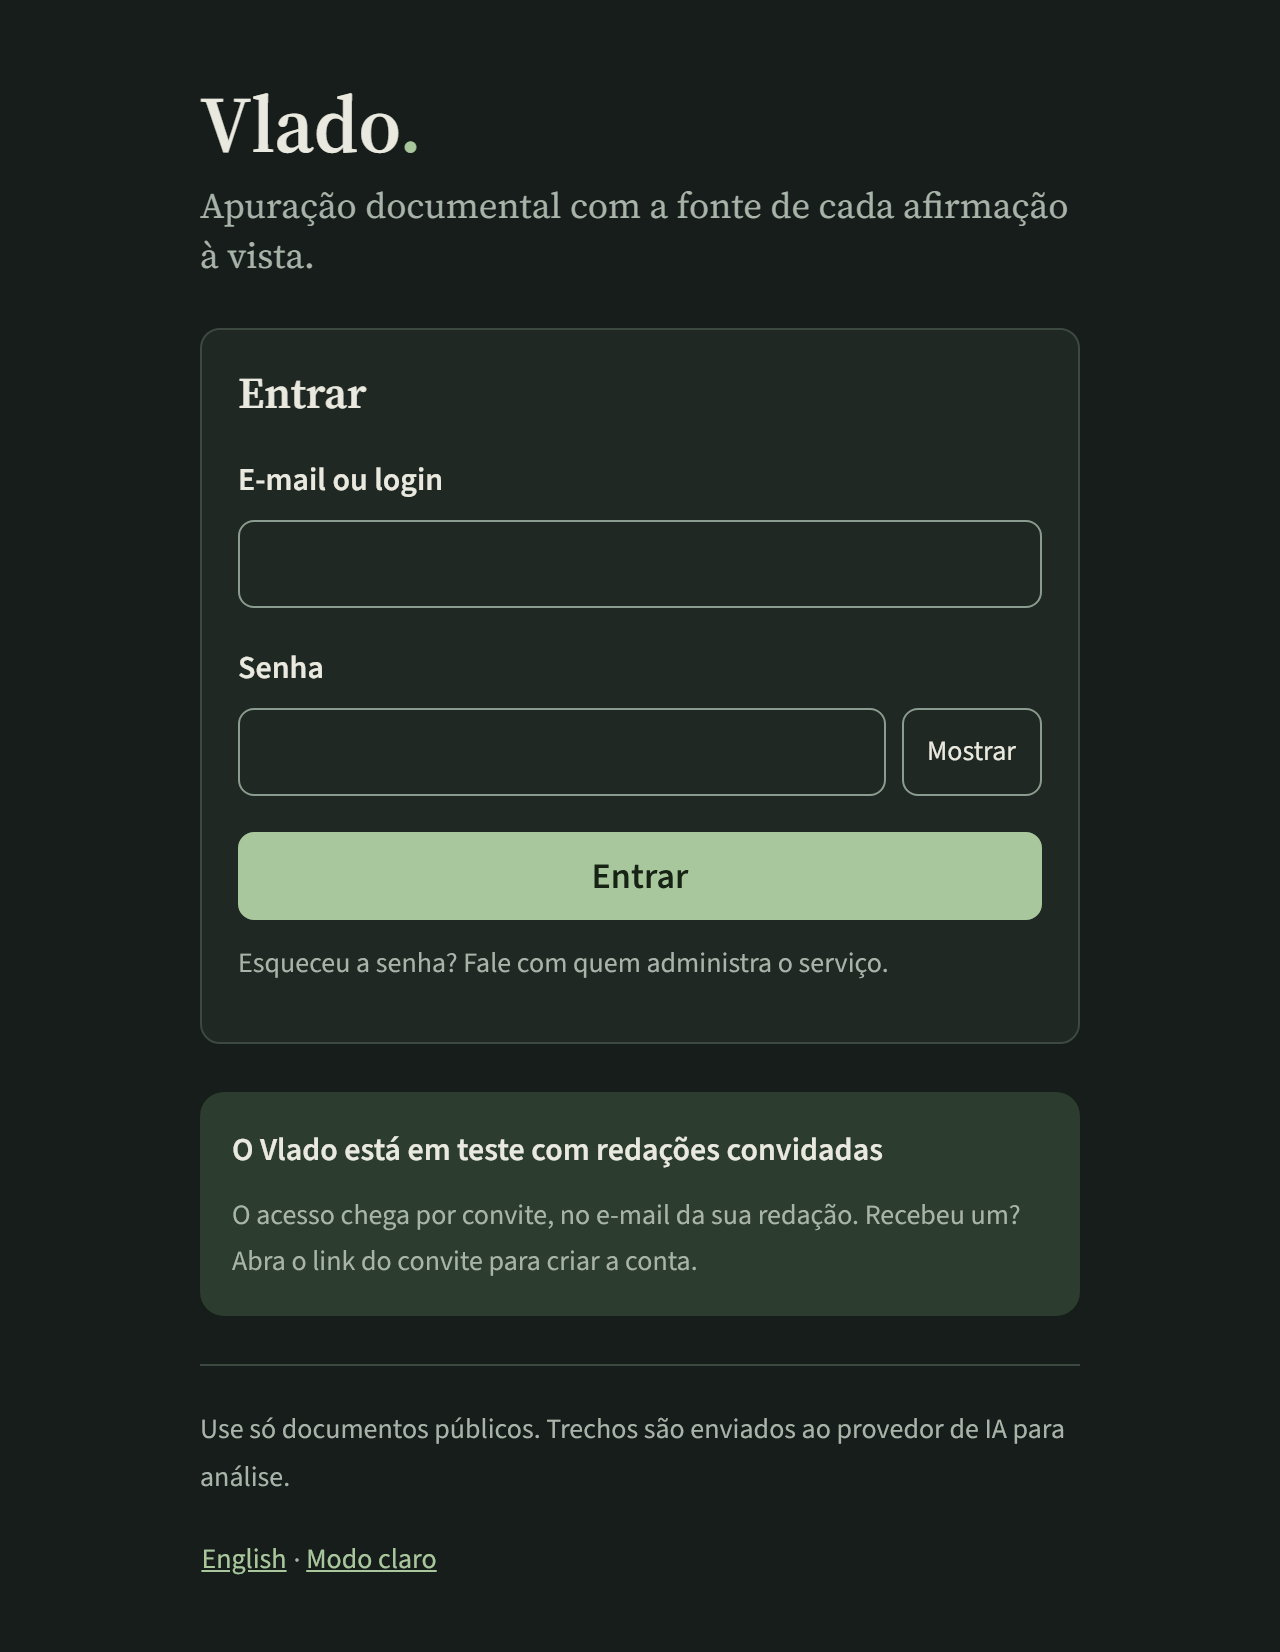 Vlado.
Apuração documental com a fonte de cada afirmação
à vista.
Entrar
E-mail ou login
Senha
Mostrar
Entrar
Esqueceu a senha? Fale com quem administra o serviço.
O Vlado está em teste com redações convidadas
O acesso chega por convite, no e-mail da sua redação. Recebeu um?
Abra o link do convite para criar a conta.
Use só documentos públicos. Trechos são enviados ao provedor de IA para
análise.
English · Modo claro